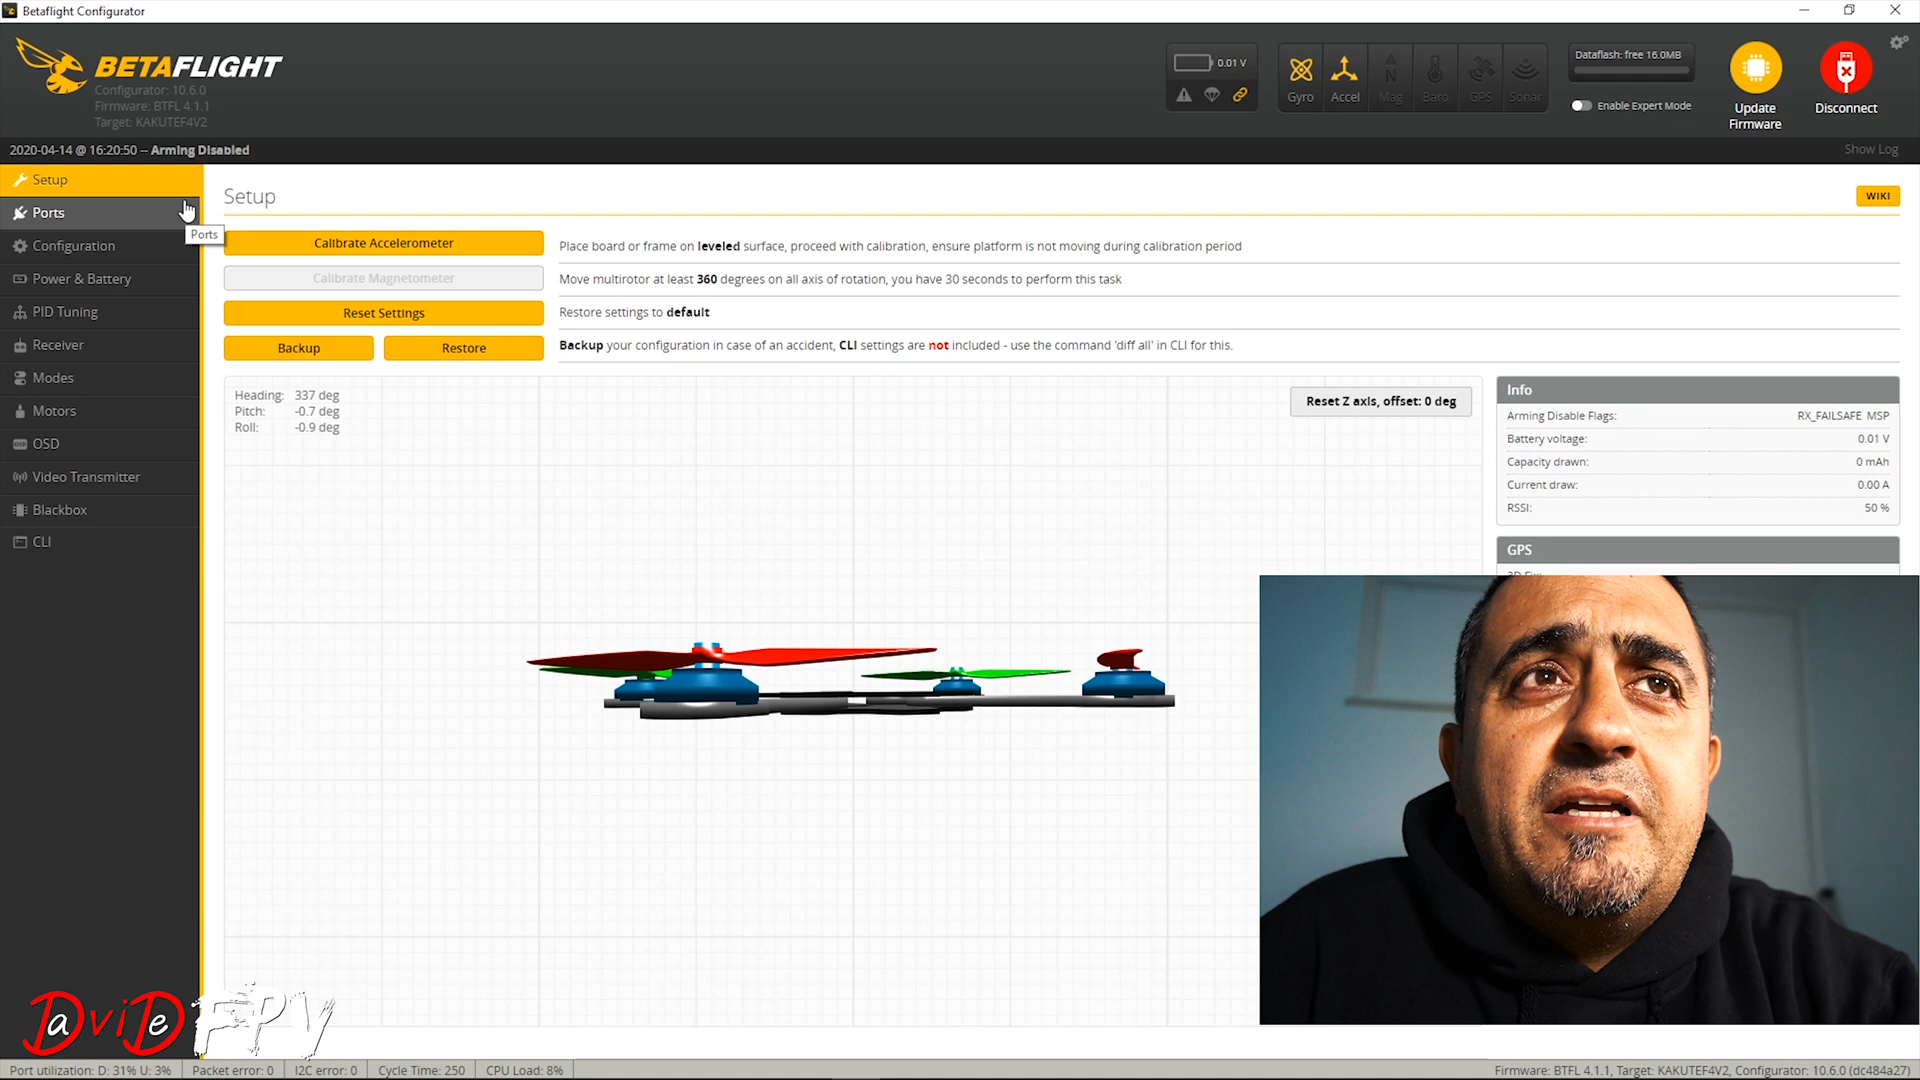 Betaflight Configurator
BETAFLIGHT
Configurator: 10.6.0
Firmware: BTFL 4.1.1
Target: KAKUTEF4V2
0.01 V
Gyro
Accel
Mag
Baro
GPS
Sonar
Dataflash: free 16.0MB
Enable Expert Mode
Update
Firmware
Disconnect
2020-04-14 @ 16:20:50 -- Arming Disabled
Show Log
Setup
Ports
Configuration
Power & Battery
PID Tuning
Receiver
Modes
Motors
OSD
Video Transmitter
Blackbox
CLI
Ports
Setup
WIKI
Calibrate Accelerometer
Place board or frame on leveled surface, proceed with calibration, ensure platform is not moving during calibration period
Calibrate Magnetometer
Move multirotor at least 360 degrees on all axis of rotation, you have 30 seconds to perform this task
Reset Settings
Restore settings to default
Backup
Restore
Backup your configuration in case of an accident, CLI settings are not included - use the command 'diff all' in CLI for this.
Heading: 337 deg
Pitch: -0.7 deg
Roll: -0.9 deg
Reset Z axis, offset: 0 deg
Info
Arming Disable Flags: RX_FAILSAFE MSP
Battery voltage: 0.01 V
Capacity drawn: 0 mAh
Current draw: 0.00 A
RSSI: 50 %
GPS
DaviDe FPV
Port utilization: D: 31% U: 3%
Packet error: 0
I2C error: 0
Cycle Time: 250
CPU Load: 8%
Firmware: BTFL 4.1.1, Target: KAKUTEF4V2, Configurator: 10.6.0 (dc484a27)